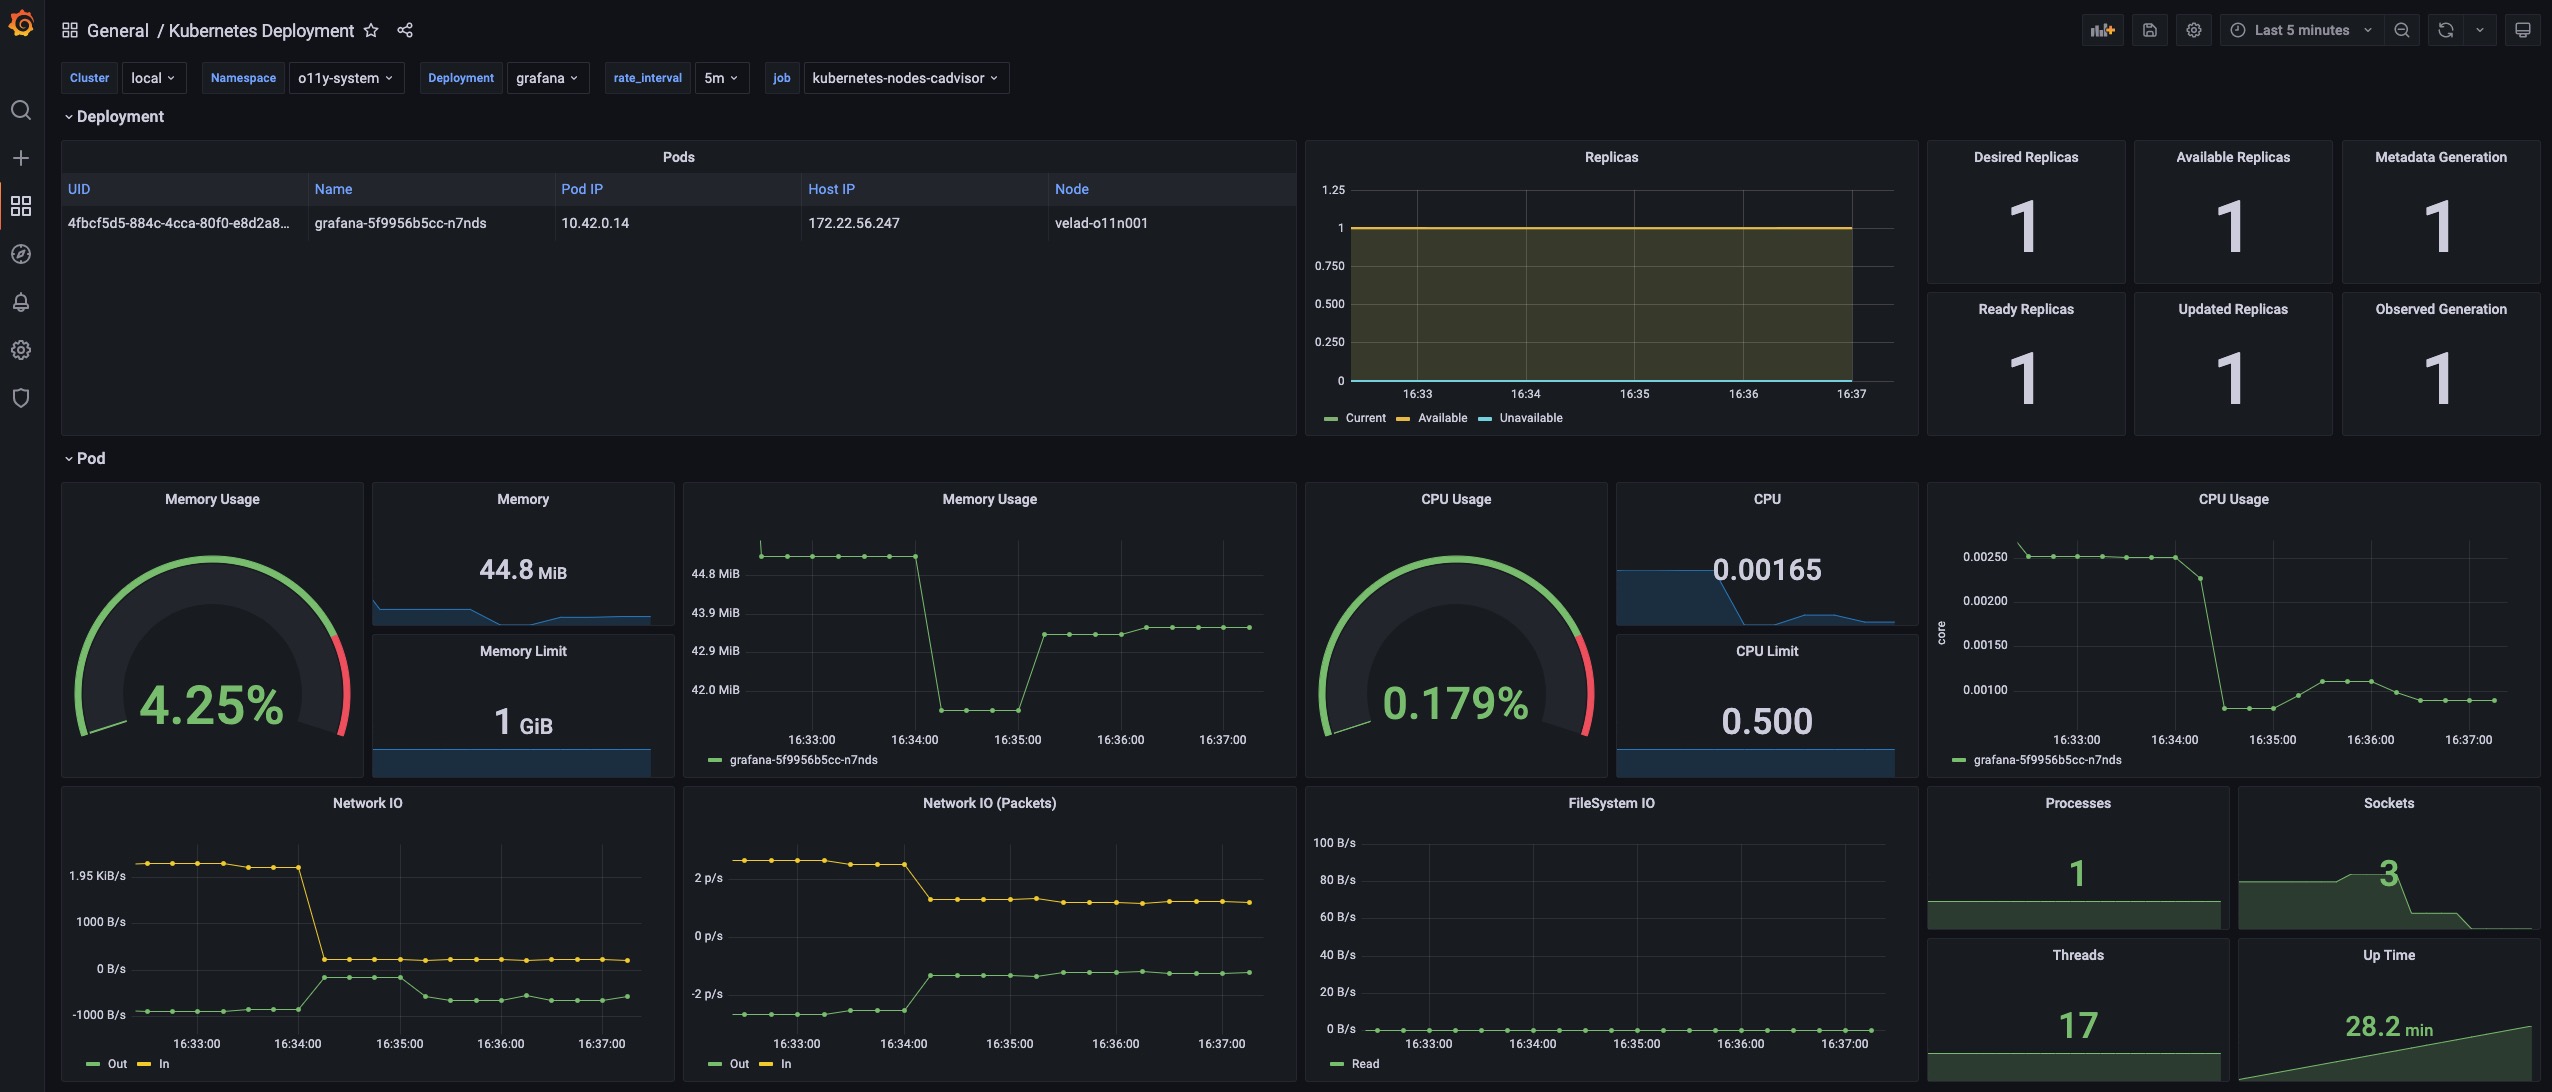 General / Kubernetes Deployment
Last 5 minutes
Cluster local Namespace o11y-system Deployment grafana rate_interval 5m job kubernetes-nodes-cadvisor
Deployment
Pods
UID Name Pod IP Host IP Node
4fbcf5d5-884c-4cca-80f0-e8d2a8... grafana-5f9956b5cc-n7nds 10.42.0.14 172.22.56.247 velad-o11n001
Replicas
1.25
1
0.750
0.500
0.250
0
16:33 16:34 16:35 16:36 16:37
Current Available Unavailable
Desired Replicas
1
Available Replicas
1
Metadata Generation
1
Ready Replicas
1
Updated Replicas
1
Observed Generation
1
Pod
Memory Usage
4.25%
Memory
44.8 MiB
Memory Limit
1 GiB
Memory Usage
44.8 MiB
43.9 MiB
42.9 MiB
42.0 MiB
16:33:00 16:34:00 16:35:00 16:36:00 16:37:00
grafana-5f9956b5cc-n7nds
CPU Usage
0.179%
CPU
0.00165
CPU Limit
0.500
CPU Usage
core
0.00250
0.00200
0.00150
0.00100
16:33:00 16:34:00 16:35:00 16:36:00 16:37:00
grafana-5f9956b5cc-n7nds
Network IO
1.95 KiB/s
1000 B/s
0 B/s
-1000 B/s
16:33:00 16:34:00 16:35:00 16:36:00 16:37:00
Out In
Network IO (Packets)
2 p/s
0 p/s
-2 p/s
16:33:00 16:34:00 16:35:00 16:36:00 16:37:00
Out In
FileSystem IO
100 B/s
80 B/s
60 B/s
40 B/s
20 B/s
0 B/s
16:33:00 16:34:00 16:35:00 16:36:00 16:37:00
Read
Processes
1
Sockets
3
Threads
17
Up Time
28.2 min